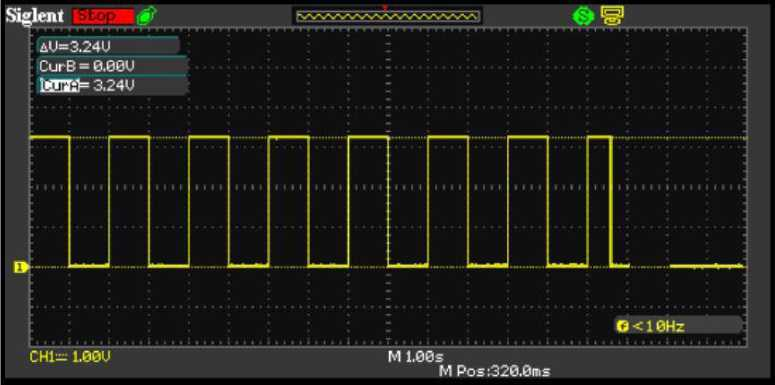 Siglent Stop
ΔV=3.24V
CurB = 0.00V
CurA= 3.24V
1
F <10Hz
CH1 1.00V M 1.00s
M Pos:320.0ms